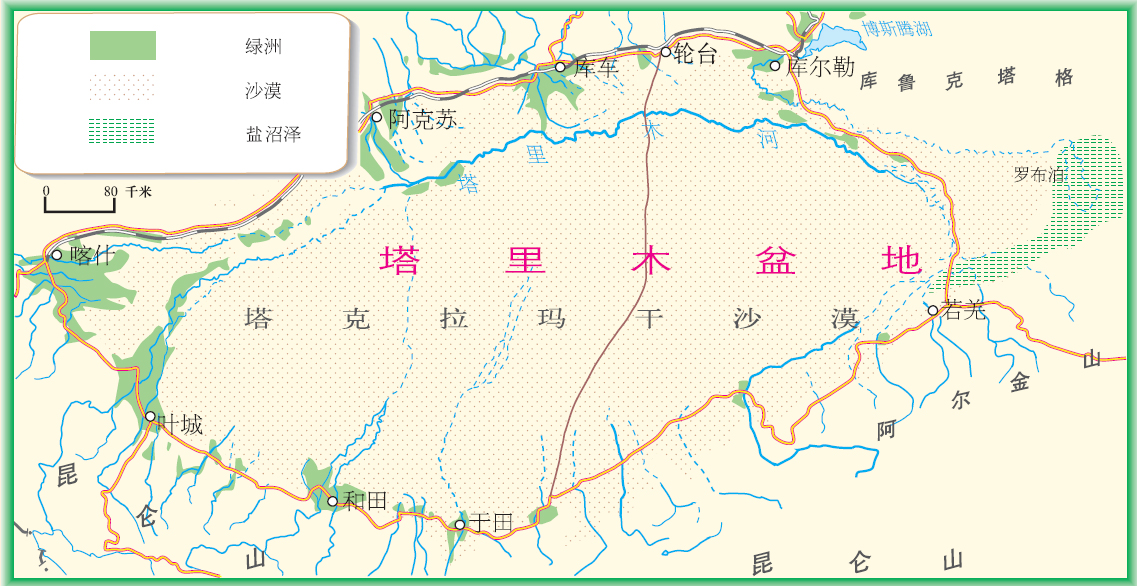 绿洲
沙漠
盐沼泽
0 80 千米
博斯腾湖
库车
轮台
库尔勒
库鲁克塔格
阿克苏
塔里木河
罗布泊
喀什
塔里木盆地
塔克拉玛干沙漠
若羌
阿尔金山
叶城
和田
于田
昆仑山
昆仑山